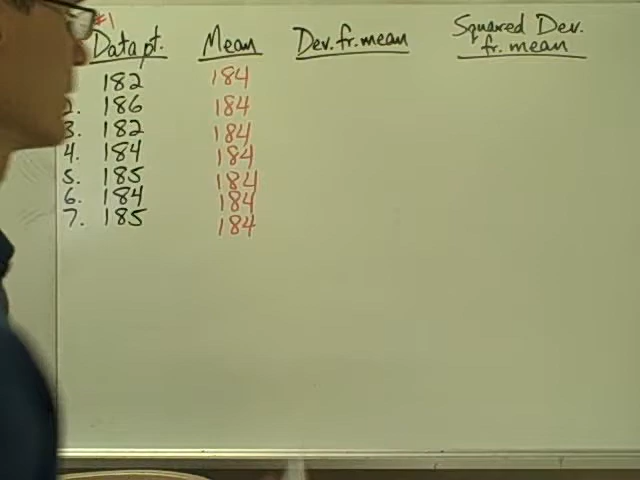 #1
Data pt. Mean Dev. fr. mean Squared Dev. fr. mean
182 184
2. 186 184
3. 182 184
4. 184 184
5. 185 184
6. 184 184
7. 185 184